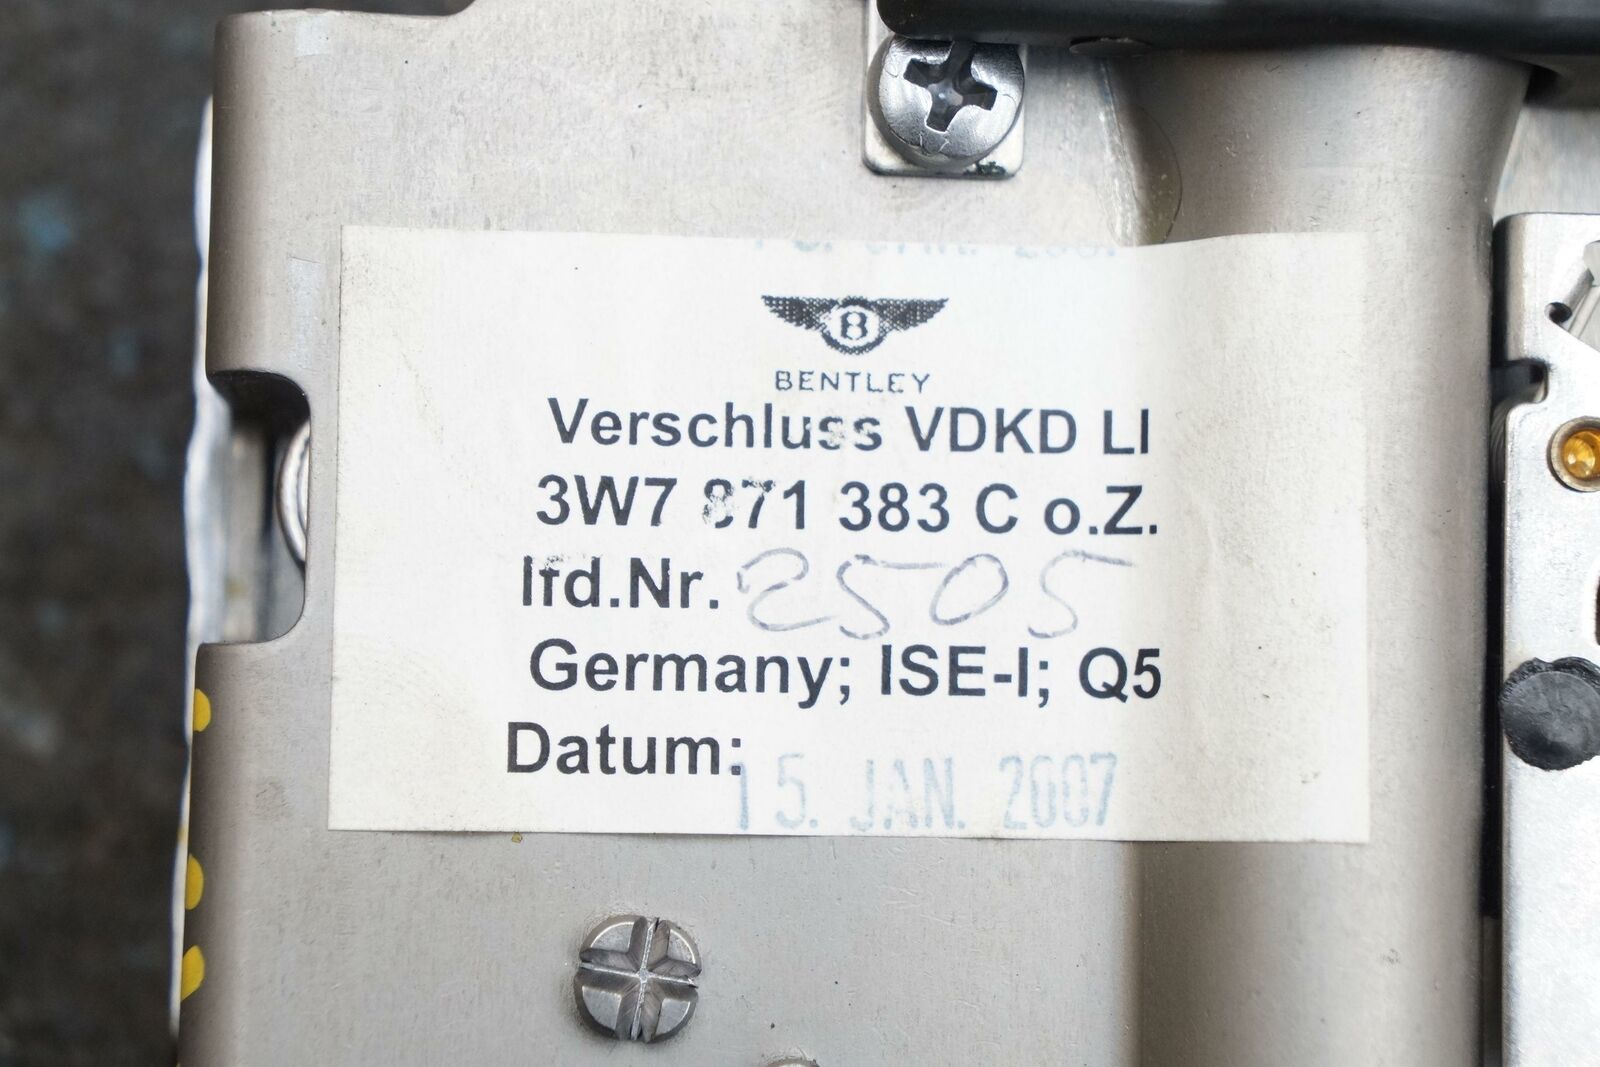 B
BENTLEY
Verschluss VDKD LI
3W7 871 383 C o.Z.
lfd.Nr. 2505
Germany; ISE-I; Q5
Datum: 15. JAN. 2007